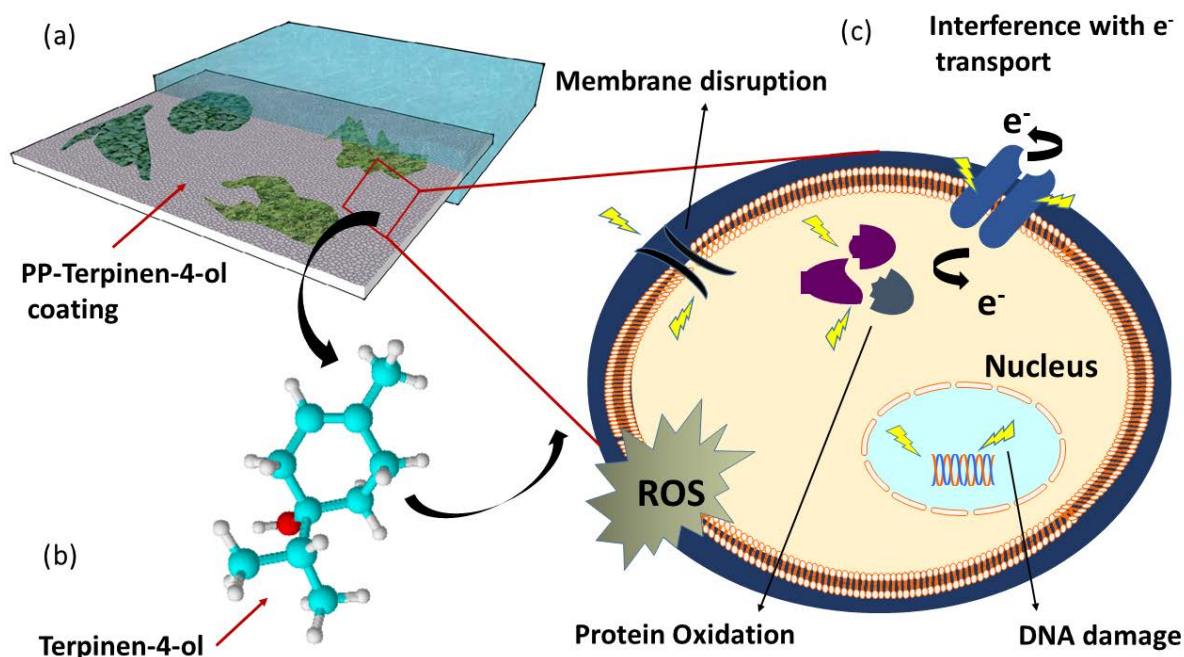 (a)
PP-Terpinen-4-ol
coating
(b)
Terpinen-4-ol
(c)
Interference with e⁻
transport
Membrane disruption
e⁻
e⁻
Nucleus
ROS
Protein Oxidation
DNA damage